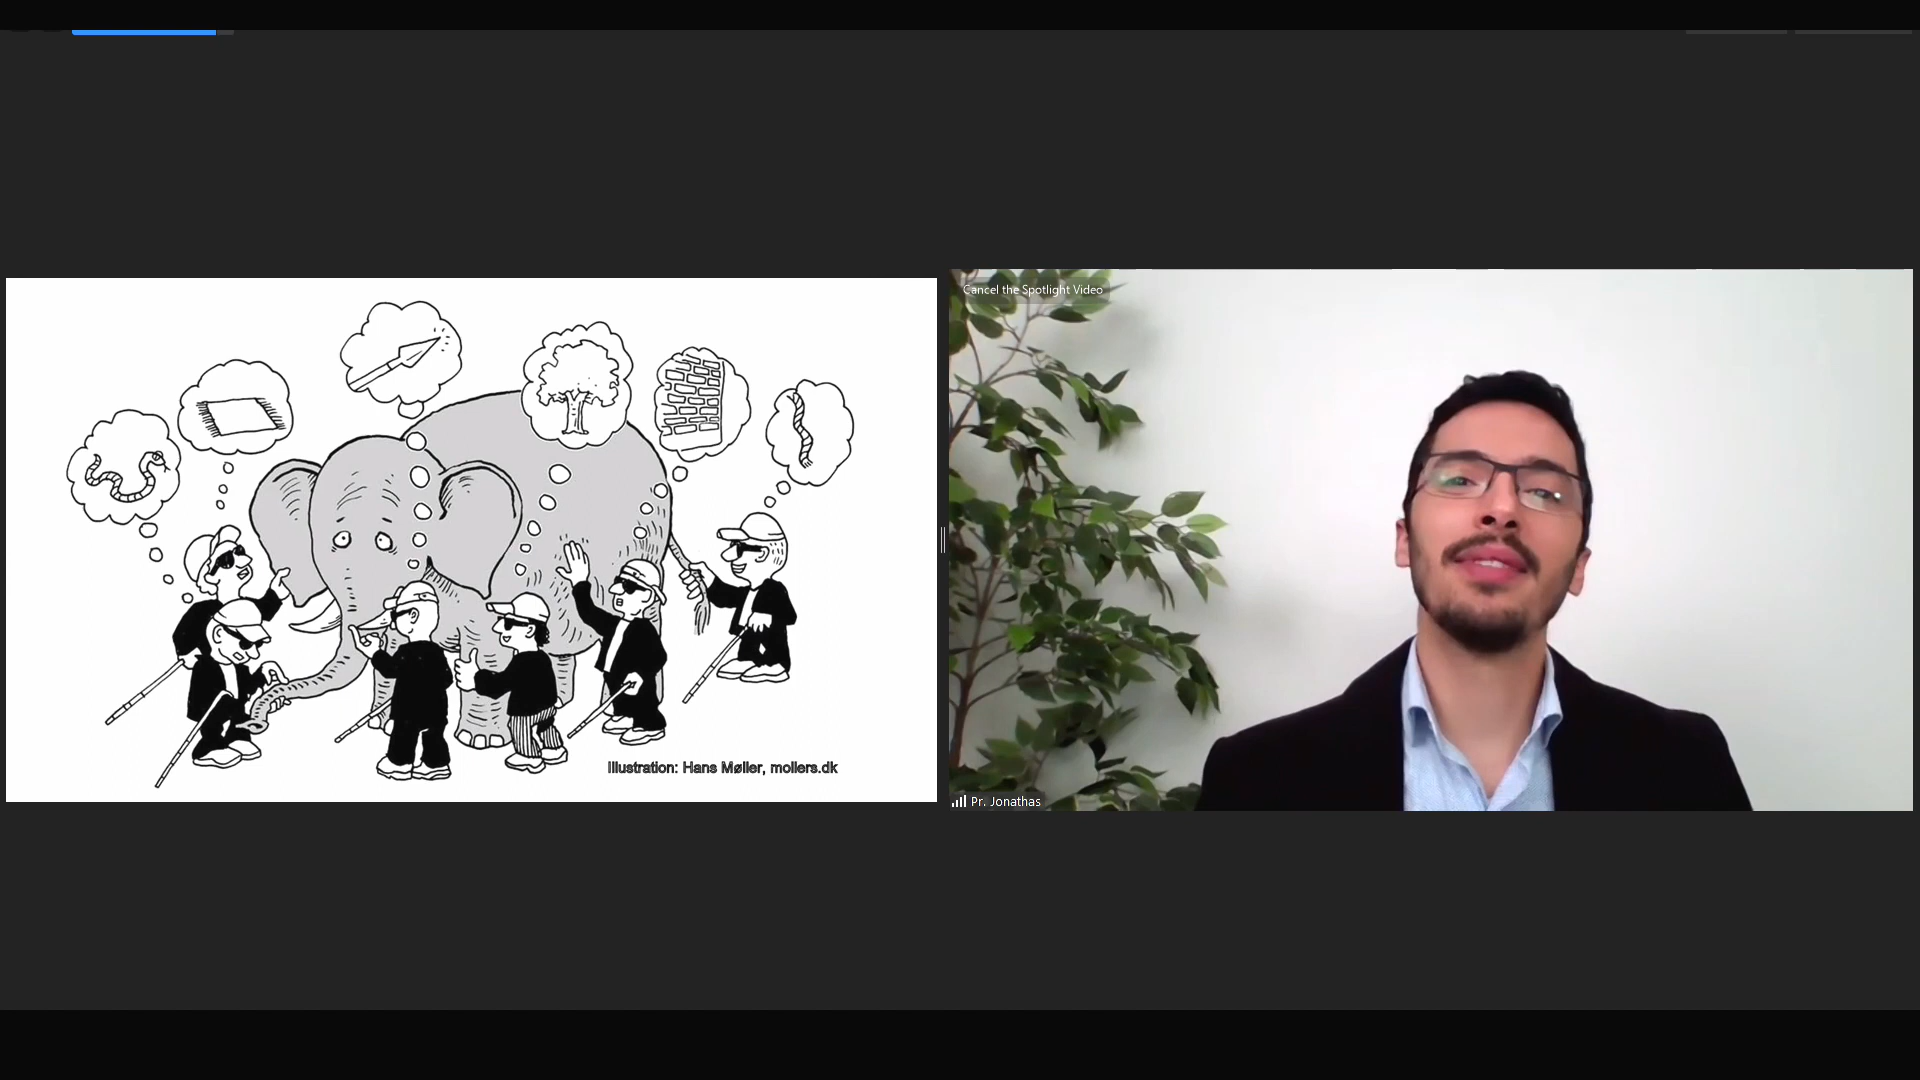 Illustration: Hans Møller, mollers.dk
Cancel the Spotlight Video
Pr. Jonathas